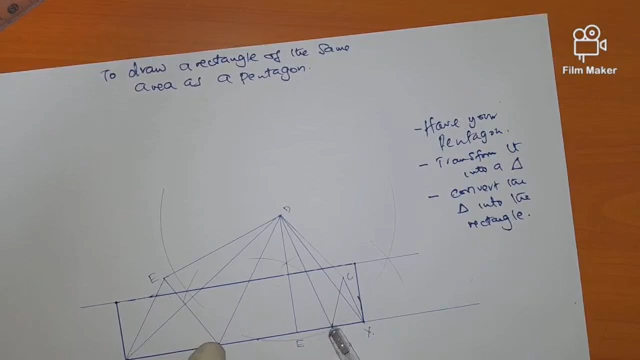 To draw a rectangle of the same
area as a Pentagon.
Film Maker
- Have your
Pentagon.
- Transform it
into a Δ
- Convert the
Δ into the
rectangle.
D
E
C
E
X